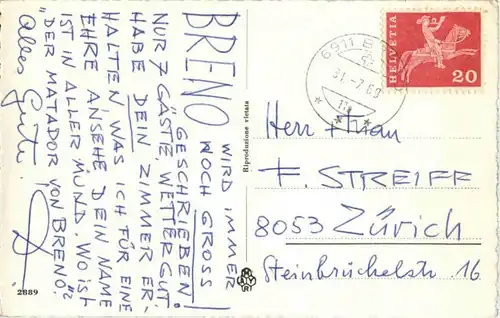 BRENO
WIRD IMMER
NOCH GROSS
GESCHRIEBEN!
NUR 7 GÄSTE WETTER GUT.
HABE DEIN ZIMMER ER-
HALTEN WAS ICH FÜR EINE
EHRE ANSEHE DEIN NAME
IST IN ALLER MUND. WO IST
"DER MATADOR VON BRENO?"
Alles Gute!
2889
Riproduzione vietata
6911 B
31.-7.69
11
HELVETIA
20
Herr + Frau
F. STREIFF
8053 Zürich
Steinbrüchelstr. 16